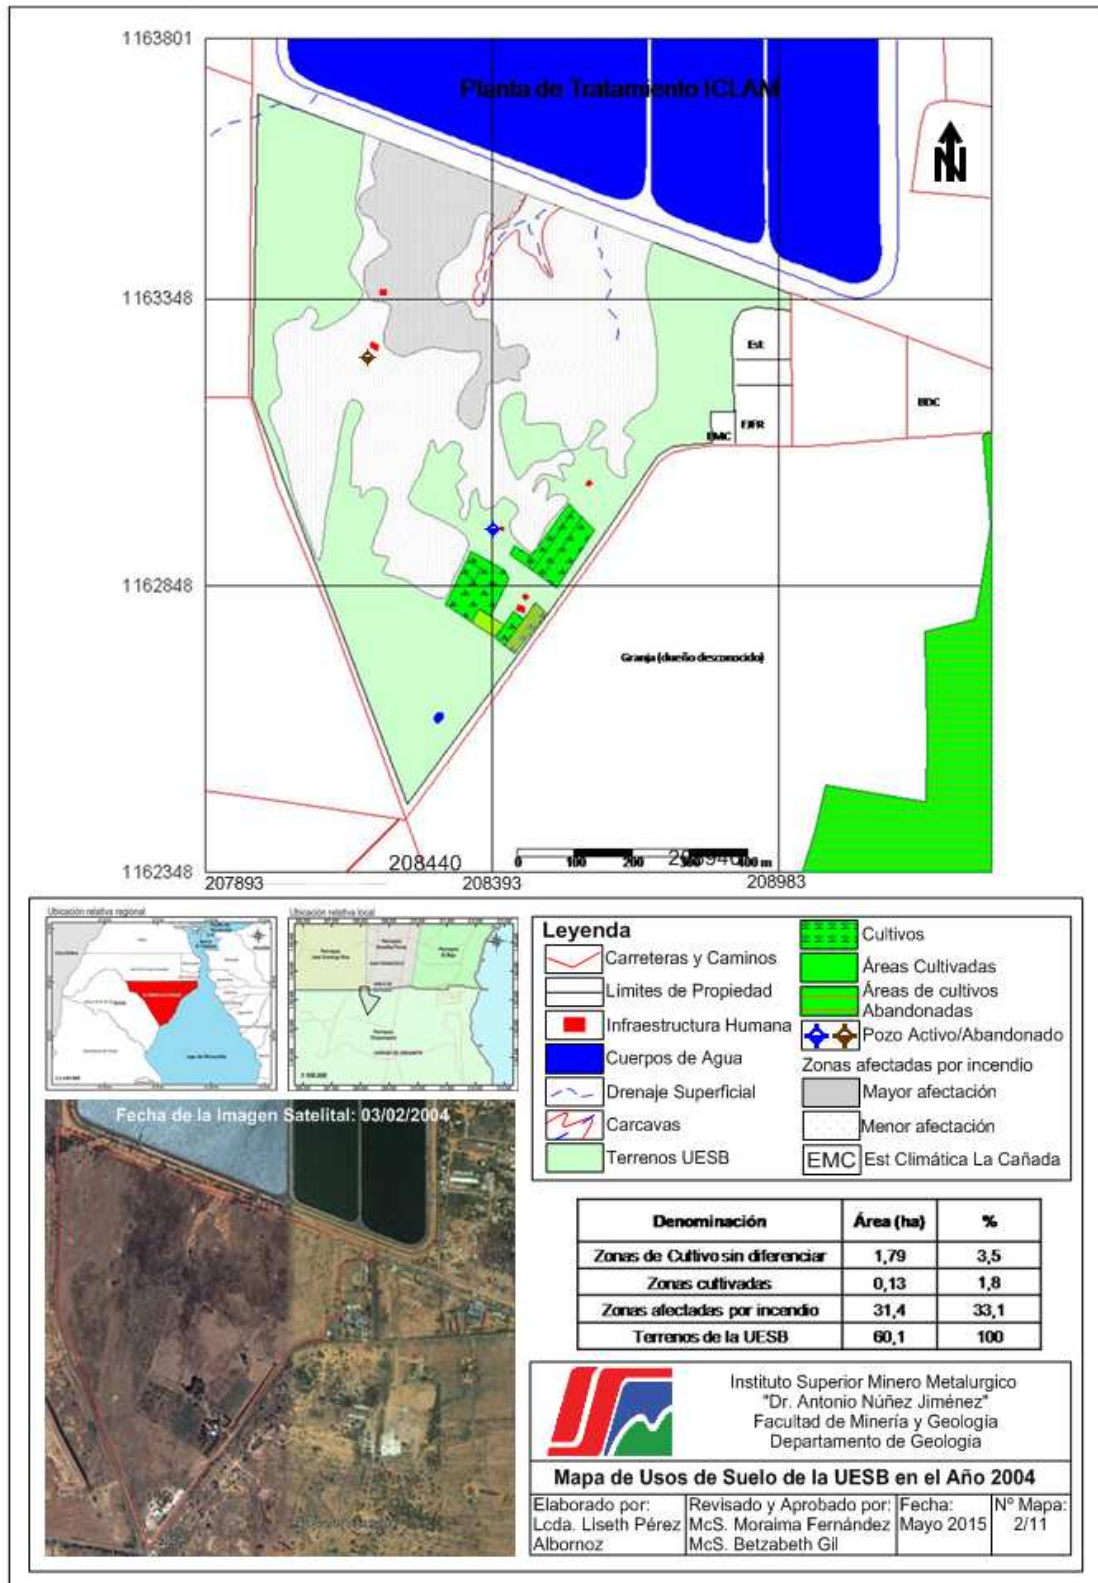 1163801
Planta de Tratamiento ICLAM
N
1163348
Est
BDC
EMC
FJFR
1162848
Granja (dueño desconocido)
1162348
208440
0 100 200 300 400 m
207893
208393
208983
Ubicación relativa regional
Ubicación relativa local
Leyenda
Carreteras y Caminos
Limites de Propiedad
Infraestructura Humana
Cuerpos de Agua
Drenaje Superficial
Carcavas
Terrenos UESB
Cultivos
Áreas Cultivadas
Áreas de cultivos
Abandonadas
Pozo Activo/Abandonado
Zonas afectadas por incendio
Mayor afectación
Menor afectación
EMC Est Climática La Cañada
Fecha de la Imagen Satelital: 03/02/2004
Denominación Área (ha) %
Zonas de Cultivo sin diferenciar 1,79 3,5
Zonas cultivadas 0,13 1,8
Zonas afectadas por incendio 31,4 33,1
Terrenos de la UESB 60,1 100
Instituto Superior Minero Metalurgico
"Dr. Antonio Núñez Jiménez"
Facultad de Minería y Geología
Departamento de Geología
Mapa de Usos de Suelo de la UESB en el Año 2004
Elaborado por:
Lcda. Liseth Pérez
Albornoz
Revisado y Aprobado por:
McS. Moraima Fernández
McS. Betzabeth Gil
Fecha:
Mayo 2015
Nº Mapa:
2/11